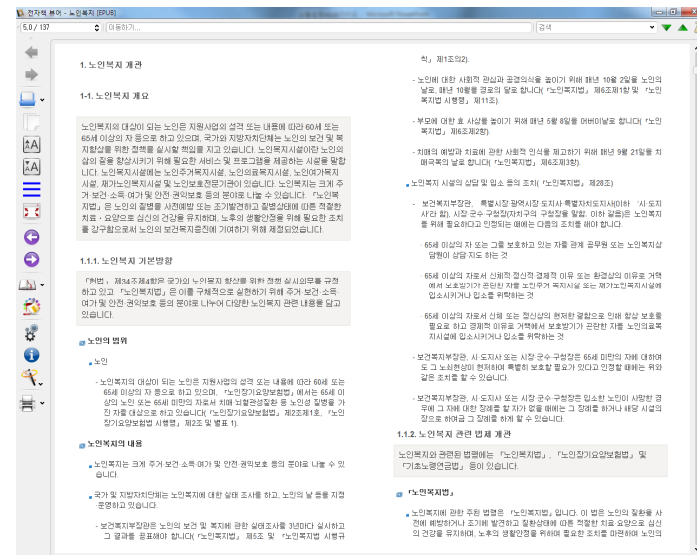 전자책 뷰어 - 노인복지 [EPUB]
5.0 / 137
이동하기...
검색
1. 노인복지 개관
1-1. 노인복지 개요
노인복지의 대상이 되는 노인은 지원사업의 성격 또는 내용에 따라 60세 또는
65세 이상의 자 등으로 하고 있으며, 국가와 지방자치단체는 노인의 보건 및 복
지향상을 위한 정책을 실시할 책임을 지고 있습니다. 노인복지시설이란 노인의
삶의 질을 향상시키기 위해 필요한 서비스 및 프로그램을 제공하는 시설을 말합
니다. 노인복지시설에는 노인주거복지시설, 노인의료복지시설, 노인여가복지
시설, 재가노인복지시설 및 노인보호전문기관이 있습니다. 노인복지는 크게 주
거·보건·소득·여가 및 안전·권익보호 등의 분야로 나눌 수 있습니다. 「노인복
지법」은 노인의 질병을 사전예방 또는 조기발견하고 질병상태에 따른 적절한
치료·요양으로 심신의 건강을 유지하며, 노후의 생활안정을 위해 필요한 조치
를 강구함으로써 노인의 보건복지증진에 기여하기 위해 제정되었습니다.
1.1.1. 노인복지 기본방향
「헌법」 제34조제4항은 국가의 노인복지 향상을 위한 정책 실시의무를 규정
하고 있고 「노인복지법」은 이를 구체적으로 실현하기 위해 주거·보건·소득·
여가 및 안전·권익보호 등의 분야로 나누어 다양한 노인복지 관련 내용을 담고
있습니다.
노인의 범위
노인
- 노인복지의 대상이 되는 노인은 지원사업의 성격 또는 내용에 따라 60세 또는
65세 이상의 자 등으로 하고 있으며, 「노인장기요양보험법」에서는 65세 이
상의 노인 또는 65세 미만의 자로서 치매·뇌혈관성질환 등 노인성 질병을 가
진 자를 대상으로 하고 있습니다(「노인장기요양보험법」 제2조제1호, 「노인
장기요양보험법 시행령」 제2조 및 별표 1).
노인복지의 내용
노인복지는 크게 주거·보건·소득·여가 및 안전·권익보호 등의 분야로 나눌 수 있
습니다.
국가 및 지방자치단체는 노인복지에 대한 실태 조사를 하고, 노인의 날 등을 지정
·운영하고 있습니다.
- 보건복지부장관은 노인의 보건 및 복지에 관한 실태조사를 3년마다 실시하고
그 결과를 공표해야 합니다(「노인복지법」 제5조 및 「노인복지법 시행규
칙」 제1조의2).
- 노인에 대한 사회적 관심과 공경의식을 높이기 위해 매년 10월 2일을 노인의
날로, 매년 10월을 경로의 달로 합니다(「노인복지법」 제6조제1항 및 「노인
복지법 시행령」 제11조).
- 부모에 대한 효 사상을 높이기 위해 매년 5월 8일을 어버이날로 합니다(「노인
복지법」 제6조제2항).
- 치매의 예방과 치료에 관한 사회적 인식을 제고하기 위해 매년 9월 21일을 치
매극복의 날로 합니다(「노인복지법」 제6조제3항).
노인복지 시설의 상담 및 입소 등의 조치(「노인복지법」 제28조)
- 보건복지부장관, 특별시장·광역시장·도지사·특별자치도지사(이하 '시·도지
사'라 함), 시장·군수·구청장(자치구의 구청장을 말함. 이하 같음)은 노인복지
를 위해 필요하다고 인정되는 때에는 다음의 조치를 해야 합니다.
·65세 이상의 자 또는 그를 보호하고 있는 자를 관계 공무원 또는 노인복지상
담원이 상담·지도 하는 것
·65세 이상의 자로서 신체적·정신적·경제적 이유 또는 환경상의 이유로 거택
에서 보호받기가 곤란한 자를 노인주거 복지시설 또는 재가노인복지시설에
입소시키거나 입소를 위탁하는 것
·65세 이상의 자로서 신체 또는 정신상의 현저한 결함으로 인해 항상 보호를
필요로 하고 경제적 이유로 거택에서 보호받기가 곤란한 자를 노인의료복
지시설에 입소시키거나 입소를 위탁하는 것
- 보건복지부장관, 시·도지사 또는 시장·군수·구청장은 65세 미만의 자에 대하여
도 그 노쇠현상이 현저하여 특별히 보호할 필요가 있다고 인정할 때에는 위와
같은 조치를 할 수 있습니다.
- 보건복지부장관, 시·도지사 또는 시장·군수·구청장은 입소한 노인이 사망한 경
우에 그 자에 대한 장례를 할 자가 없을 때에는 그 장례를 하거나 해당 시설의
장으로 하여금 그 장례를 하게 할 수 있습니다.
1.1.2. 노인복지 관련 법제 개관
노인복지와 관련된 법령에는 「노인복지법」, 「노인장기요양보험법」 및
「기초노령연금법」 등이 있습니다.
「노인복지법」
노인복지에 관한 주된 법령은 「노인복지법」입니다. 이 법은 노인의 질환을 사
전에 예방하거나 조기에 발견하고 질환상태에 따른 적절한 치료·요양으로 심신
의 건강을 유지하며, 노후의 생활안정을 위하여 필요한 조치를 마련하여 노인의